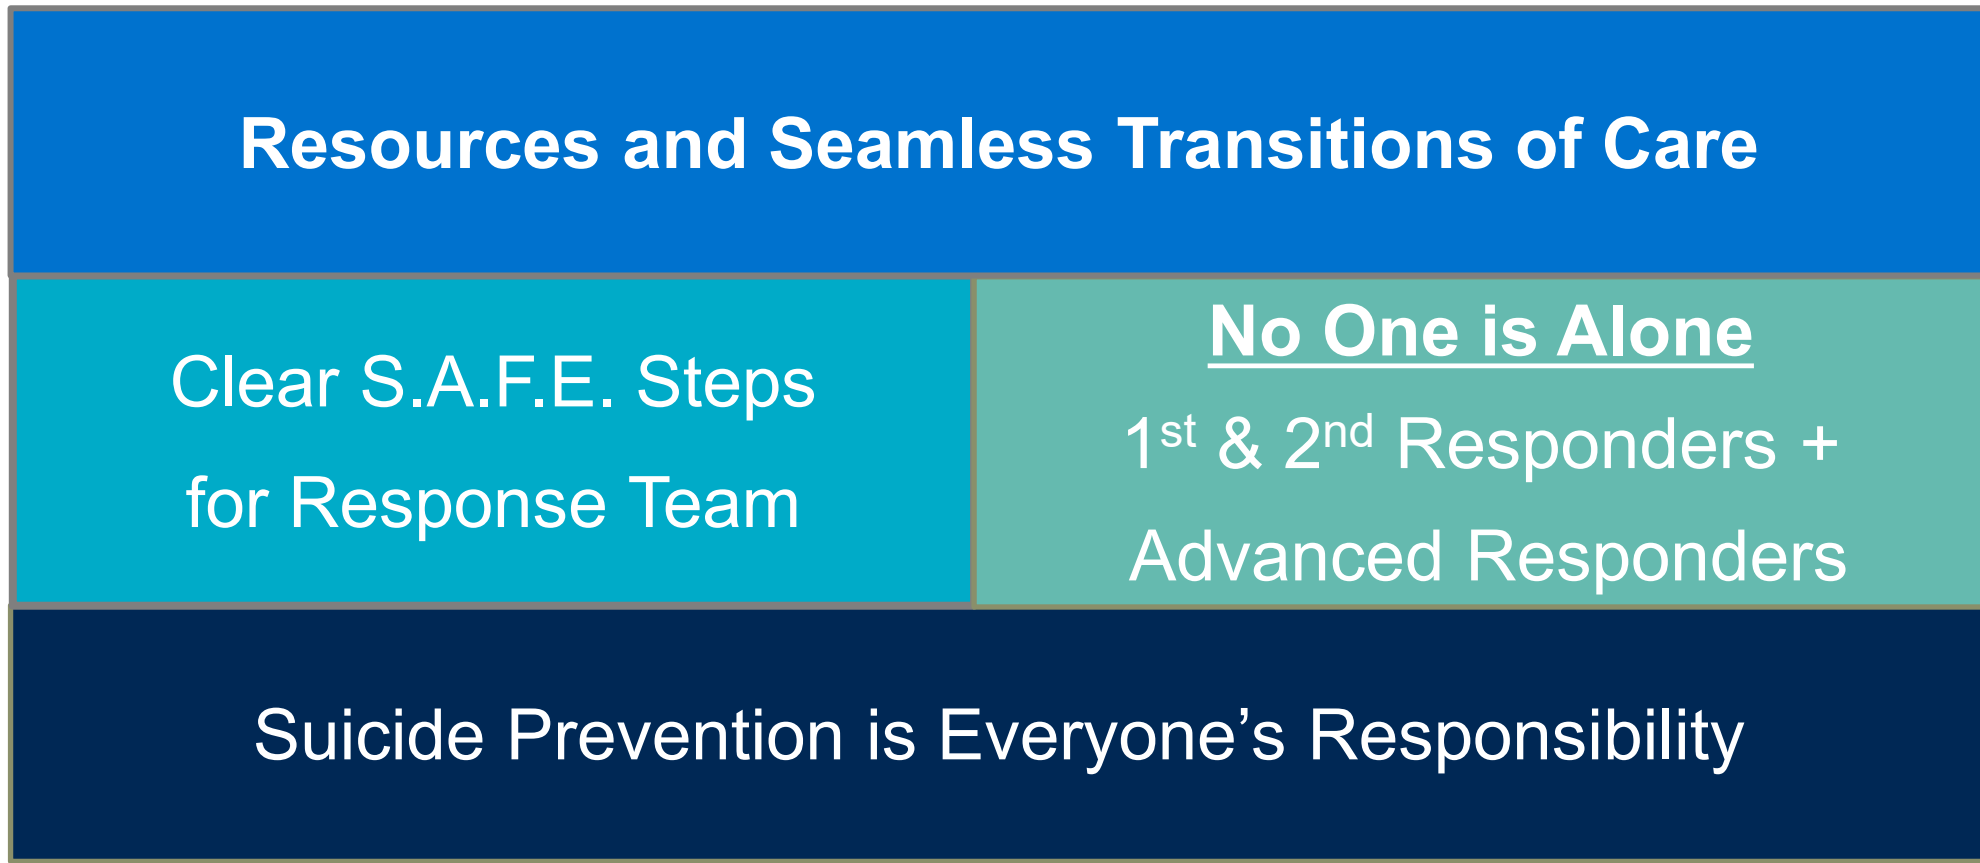 Resources and Seamless Transitions of Care
Clear S.A.F.E. Steps
for Response Team
No One is Alone
1st & 2nd Responders +
Advanced Responders
Suicide Prevention is Everyone’s Responsibility